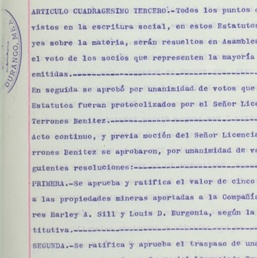 ARTICULO CUADRAGESIMO TERCERO.-Todos los puntos
vistos en la escritura social, en estos Estatutos
yes sobre la materia, serán resueltos en Asamblea
el voto de los socios que representen la mayoría
emitidas.
En seguida se aprobó por unanimidad de votos que
Estatutos fueran protocolizados por el Señor Lice
Terrones Benitez.
Acto continuo, y previa moción del Señor Licencia
rrones Benitez se aprobaron, por unanimidad de v
guientes resoluciones:
PRIMERA.-Se aprueba y ratifica el valor de cinco
a las propiedades mineras aportadas a la Compañía
res Harley A. Sill y Louis D. Burgonia, según la
titutiva.
SEGUNDA.-Se ratifica y aprueba el traspaso de una
DURANGO, MEX